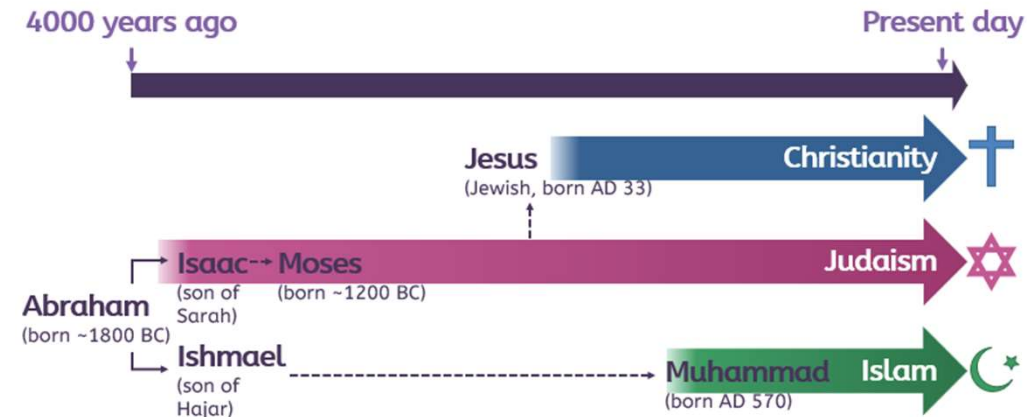 4000 years ago
Present day
Jesus
(Jewish, born AD 33)
Christianity
Isaac
(son of
Sarah)
Moses
(born ~1200 BC)
Judaism
Abraham
(born ~1800 BC)
Ishmael
(son of
Hajar)
Muhammad
(born AD 570)
Islam